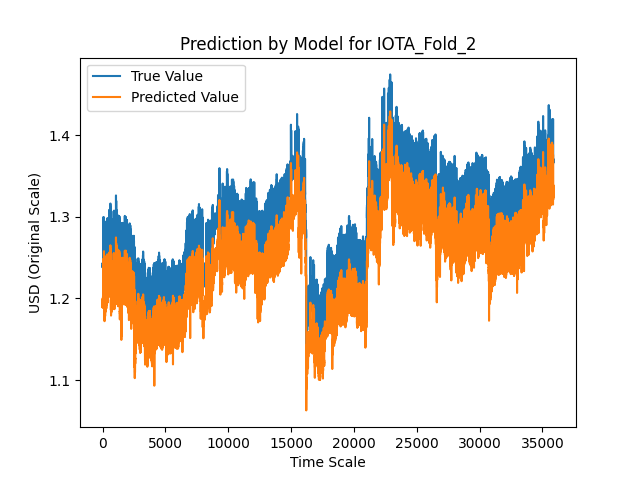 Prediction by Model for IOTA_Fold_2
True Value
Predicted Value
USD (Original Scale)
1.4
1.3
1.2
1.1
0 5000 10000 15000 20000 25000 30000 35000
Time Scale